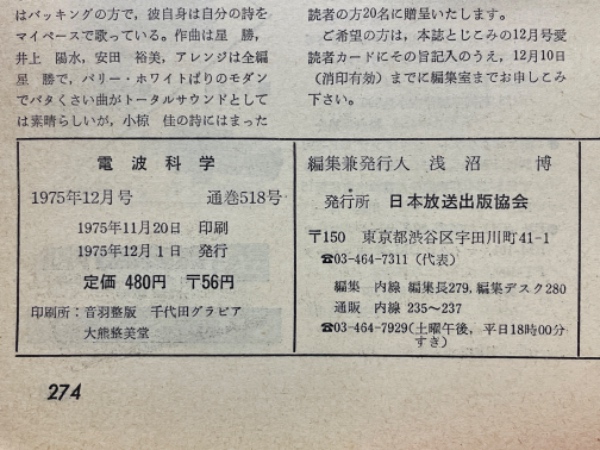 はバッキングの方で，彼自身は自分の詩を
マイペースで歌っている。作曲は星 勝，
井上 陽水，安田 裕美，アレンジは全編
星 勝で，バリー・ホワイトばりのモダン
でバタくさい曲がトータルサウンドとして
は素晴らしいが，小椋 佳の詩にはまった
読者の方20名に贈呈いたします。
ご希望の方は，本誌とじこみの12月号愛
読者カードにその旨記入のうえ，12月10日
（消印有効）までに編集室までお申しこみ
下さい。
電波科学
1975年12月号 通巻518号
1975年11月20日 印刷
1975年12月1日 発行
定価 480円 〒56円
印刷所：音羽整版 千代田グラビア
大熊整美堂
編集兼発行人 浅沼 博
発行所 日本放送出版協会
〒150 東京都渋谷区宇田川町41-1
☎03-464-7311（代表）
編集 内線 編集長279，編集デスク280
通販 内線 235～237
☎03-464-7929(土曜午後，平日18時00分
すぎ)
274